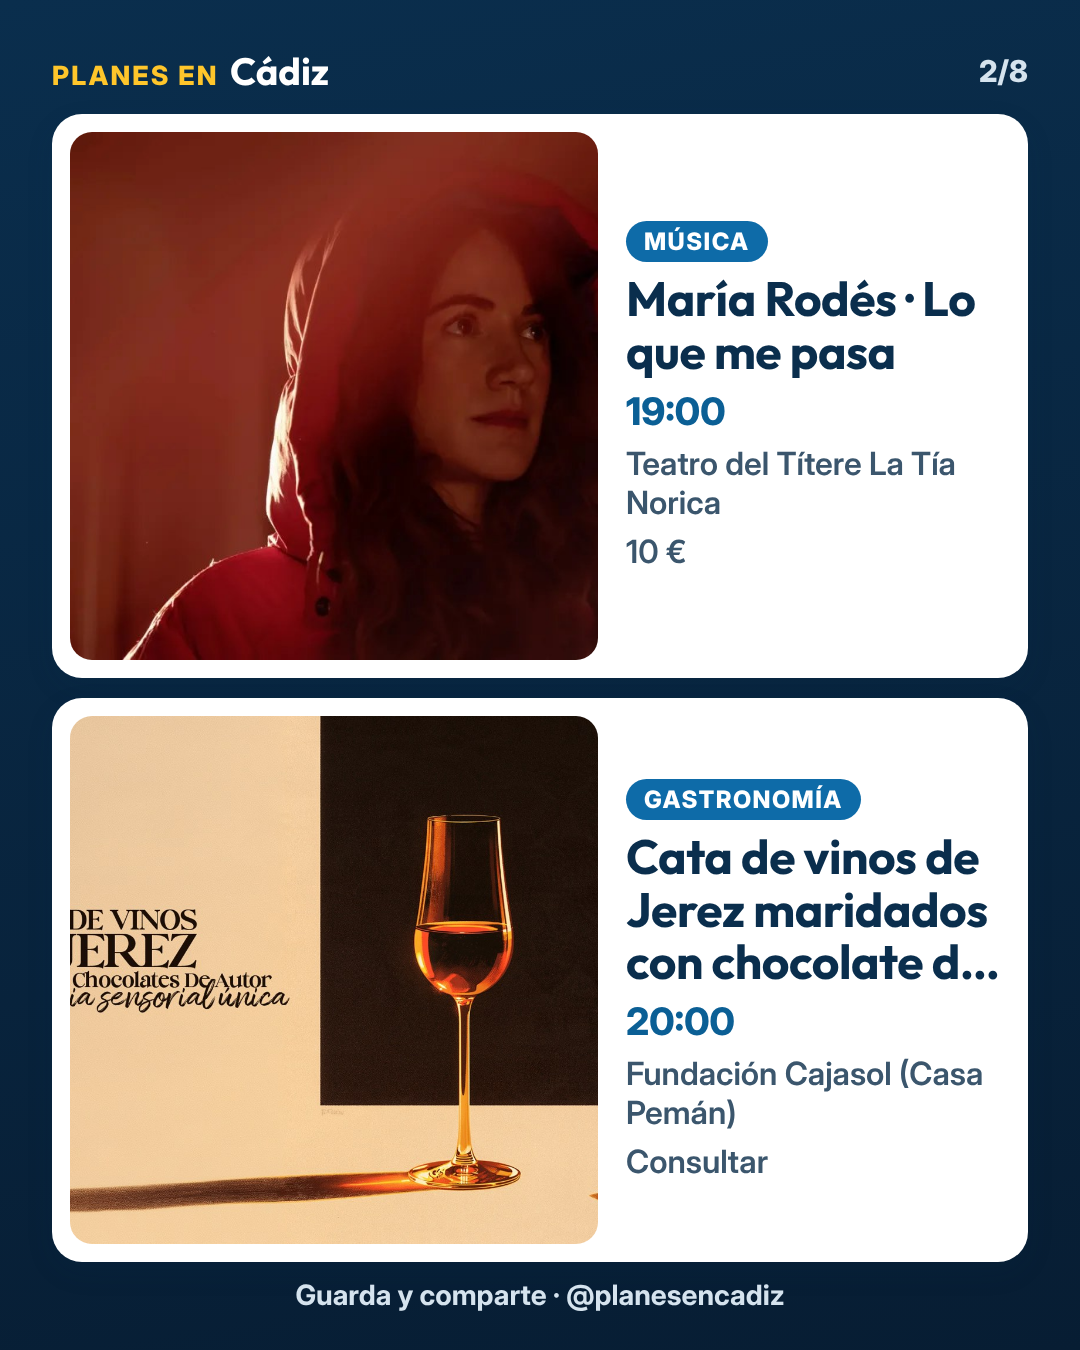 PLANES EN Cádiz
2/8
MÚSICA
María Rodés · Lo
que me pasa
19:00
Teatro del Títere La Tía
Norica
10 €
DE VINOS
JEREZ
Chocolates De Autor
ia sensorial única
GASTRONOMÍA
Cata de vinos de
Jerez maridados
con chocolate d...
20:00
Fundación Cajasol (Casa
Pemán)
Consultar
Guarda y comparte · @planesencadiz